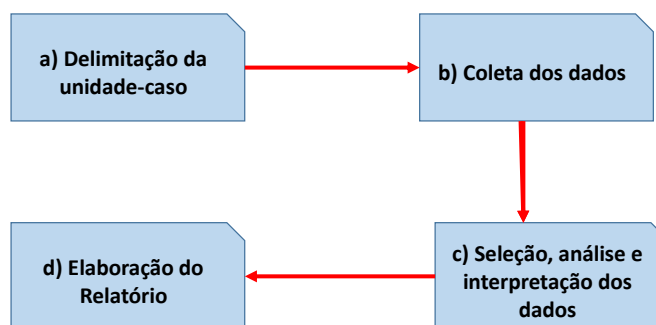 a) Delimitação da
unidade-caso
b) Coleta dos dados
c) Seleção, análise e
interpretação dos
dados
d) Elaboração do
Relatório